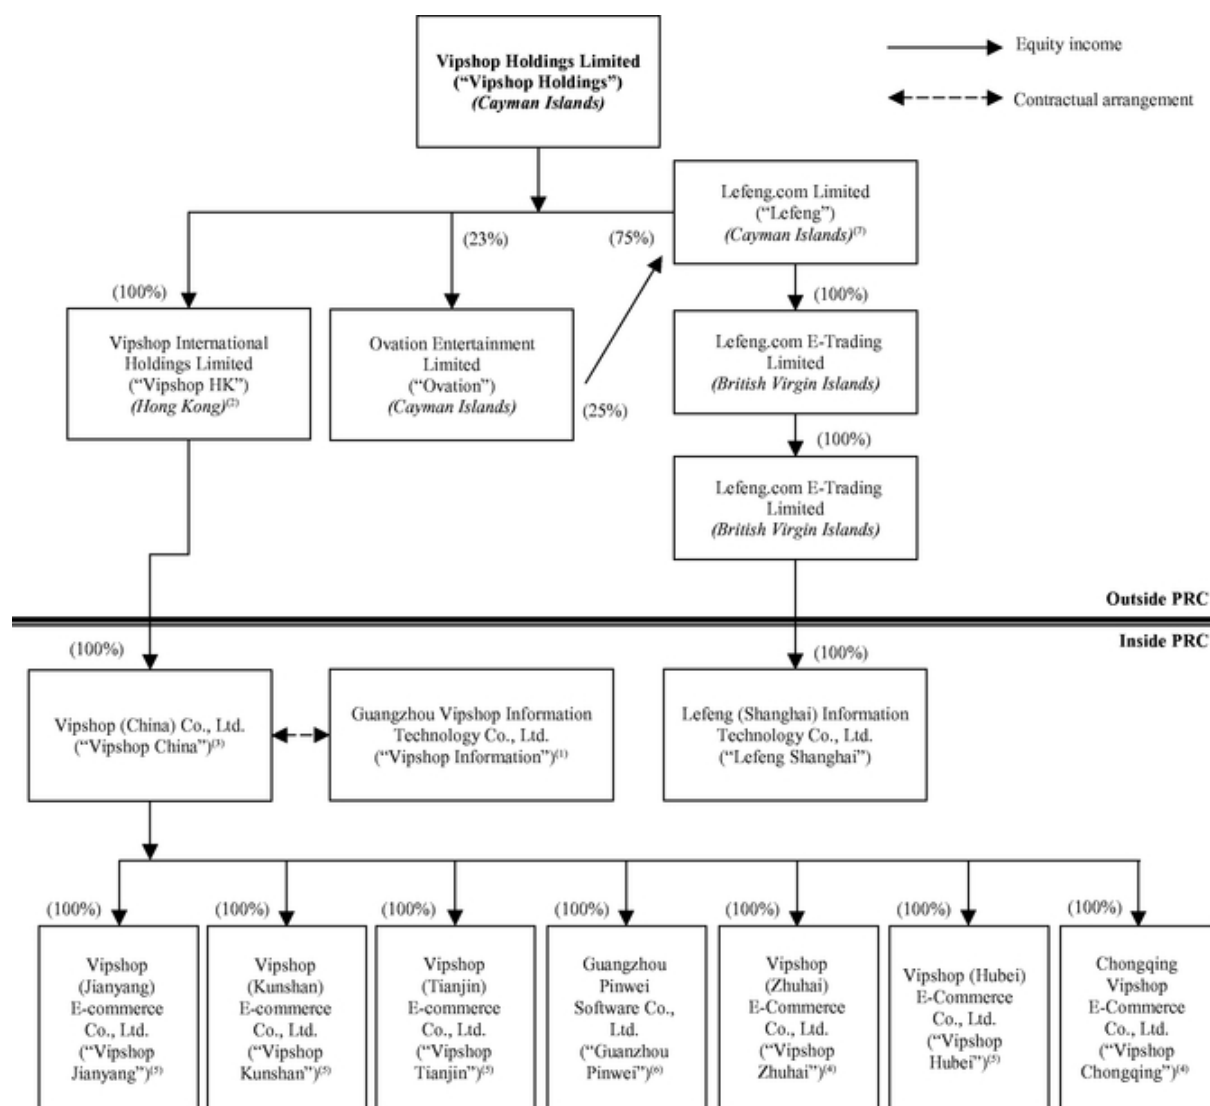 Vipshop Holdings Limited
(“Vipshop Holdings”)
(Cayman Islands)
Equity income
Contractual arrangement
Lefeng.com Limited
(“Lefeng”)
(Cayman Islands)(7)
(23%)
(75%)
(100%)
(100%)
Vipshop International
Holdings Limited
(“Vipshop HK”)
(Hong Kong)(2)
Ovation Entertainment
Limited
(“Ovation”)
(Cayman Islands)
(25%)
Lefeng.com E-Trading
Limited
(British Virgin Islands)
(100%)
Lefeng.com E-Trading
Limited
(British Virgin Islands)
Outside PRC
Inside PRC
(100%)
(100%)
Vipshop (China) Co., Ltd.
(“Vipshop China”)(3)
Guangzhou Vipshop Information
Technology Co., Ltd.
(“Vipshop Information”)(1)
Lefeng (Shanghai) Information
Technology Co., Ltd.
(“Lefeng Shanghai”)
(100%)
(100%)
(100%)
(100%)
(100%)
(100%)
(100%)
Vipshop
(Jianyang)
E-commerce
Co., Ltd.
(“Vipshop
Jianyang”)(5)
Vipshop
(Kunshan)
E-commerce
Co., Ltd.
(“Vipshop
Kunshan”)(5)
Vipshop
(Tianjin)
E-commerce
Co., Ltd.
(“Vipshop
Tianjin”)(5)
Guangzhou
Pinwei
Software Co.,
Ltd.
(“Guanzhou
Pinwei”)(6)
Vipshop
(Zhuhai)
E-Commerce
Co., Ltd.
(“Vipshop
Zhuhai”)(4)
Vipshop (Hubei)
E-Commerce
Co., Ltd.
(“Vipshop
Hubei”)(5)
Chongqing
Vipshop
E-Commerce
Co., Ltd.
(“Vipshop
Chongqing”)(4)